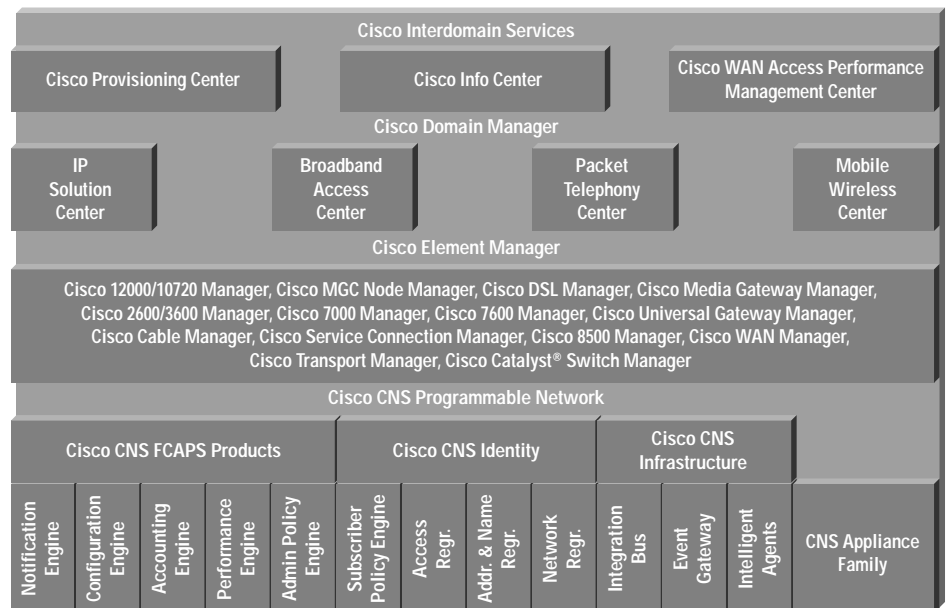 Cisco Interdomain Services
Cisco Provisioning Center
Cisco Info Center
Cisco WAN Access Performance
Management Center
Cisco Domain Manager
IP
Solution
Center
Broadband
Access
Center
Packet
Telephony
Center
Mobile
Wireless
Center
Cisco Element Manager
Cisco 12000/10720 Manager, Cisco MGC Node Manager, Cisco DSL Manager, Cisco Media Gateway Manager,
Cisco 2600/3600 Manager, Cisco 7000 Manager, Cisco 7600 Manager, Cisco Universal Gateway Manager,
Cisco Cable Manager, Cisco Service Connection Manager, Cisco 8500 Manager, Cisco WAN Manager,
Cisco Transport Manager, Cisco Catalyst® Switch Manager
Cisco CNS Programmable Network
Cisco CNS FCAPS Products
Cisco CNS Identity
Cisco CNS
Infrastructure
Notification
Engine
Configuration
Engine
Accounting
Engine
Performance
Engine
Admin Policy
Engine
Subscriber
Policy Engine
Access
Regr.
Addr. & Name
Regr.
Network
Regr.
Integration
Bus
Event
Gateway
Intelligent
Agents
CNS Appliance
Family